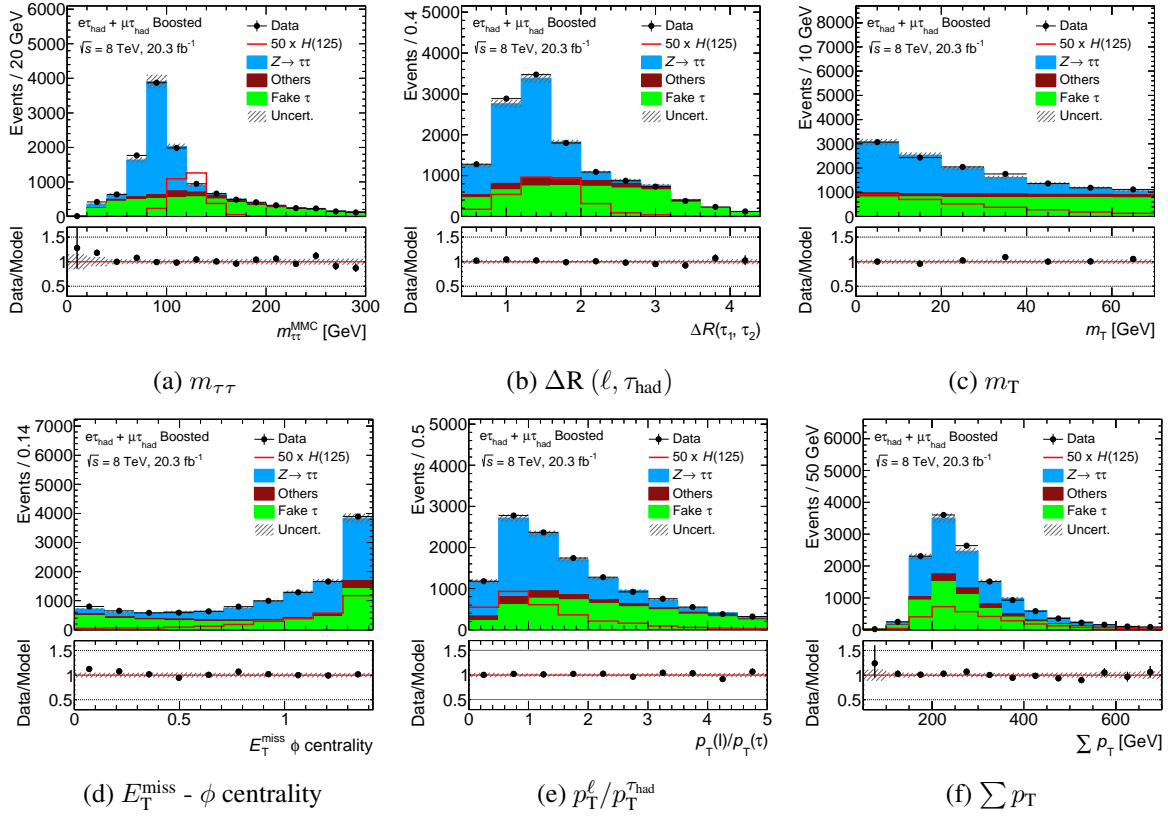 Events / 20 GeV
6000
5000
4000
3000
2000
1000
0
eτhad + μτhad Boosted
√s = 8 TeV, 20.3 fb-1
Data
50 x H(125)
Z→ ττ
Others
Fake τ
Uncert.
Data/Model
1.5
1
0.5
0 100 200 300
mττMMC [GeV]
(a) mττ
Events / 0.4
5000
4000
3000
2000
1000
0
eτhad + μτhad Boosted
√s = 8 TeV, 20.3 fb-1
Data
50 x H(125)
Z→ ττ
Others
Fake τ
Uncert.
Data/Model
1.5
1
0.5
1 2 3 4
ΔR(τ1, τ2)
(b) ΔR (ℓ, τhad)
Events / 10 GeV
10000
8000
6000
4000
2000
0
eτhad + μτhad Boosted
√s = 8 TeV, 20.3 fb-1
Data
50 x H(125)
Z→ ττ
Others
Fake τ
Uncert.
Data/Model
1.5
1
0.5
0 20 40 60
mT [GeV]
(c) mT
Events / 0.14
7000
6000
5000
4000
3000
2000
1000
0
eτhad + μτhad Boosted
√s = 8 TeV, 20.3 fb-1
Data
50 x H(125)
Z→ ττ
Others
Fake τ
Uncert.
Data/Model
1.5
1
0.5
0 0.5 1
ETmiss ϕ centrality
(d) ETmiss - ϕ centrality
Events / 0.5
5000
4000
3000
2000
1000
0
eτhad + μτhad Boosted
√s = 8 TeV, 20.3 fb-1
Data
50 x H(125)
Z→ ττ
Others
Fake τ
Uncert.
Data/Model
1.5
1
0.5
0 1 2 3 4 5
pT(l)/pT(τ)
(e) pTℓ/pTτhad
Events / 50 GeV
6000
5000
4000
3000
2000
1000
0
eτhad + μτhad Boosted
√s = 8 TeV, 20.3 fb-1
Data
50 x H(125)
Z→ ττ
Others
Fake τ
Uncert.
Data/Model
1.5
1
0.5
200 400 600
∑ pT [GeV]
(f) ∑ pT